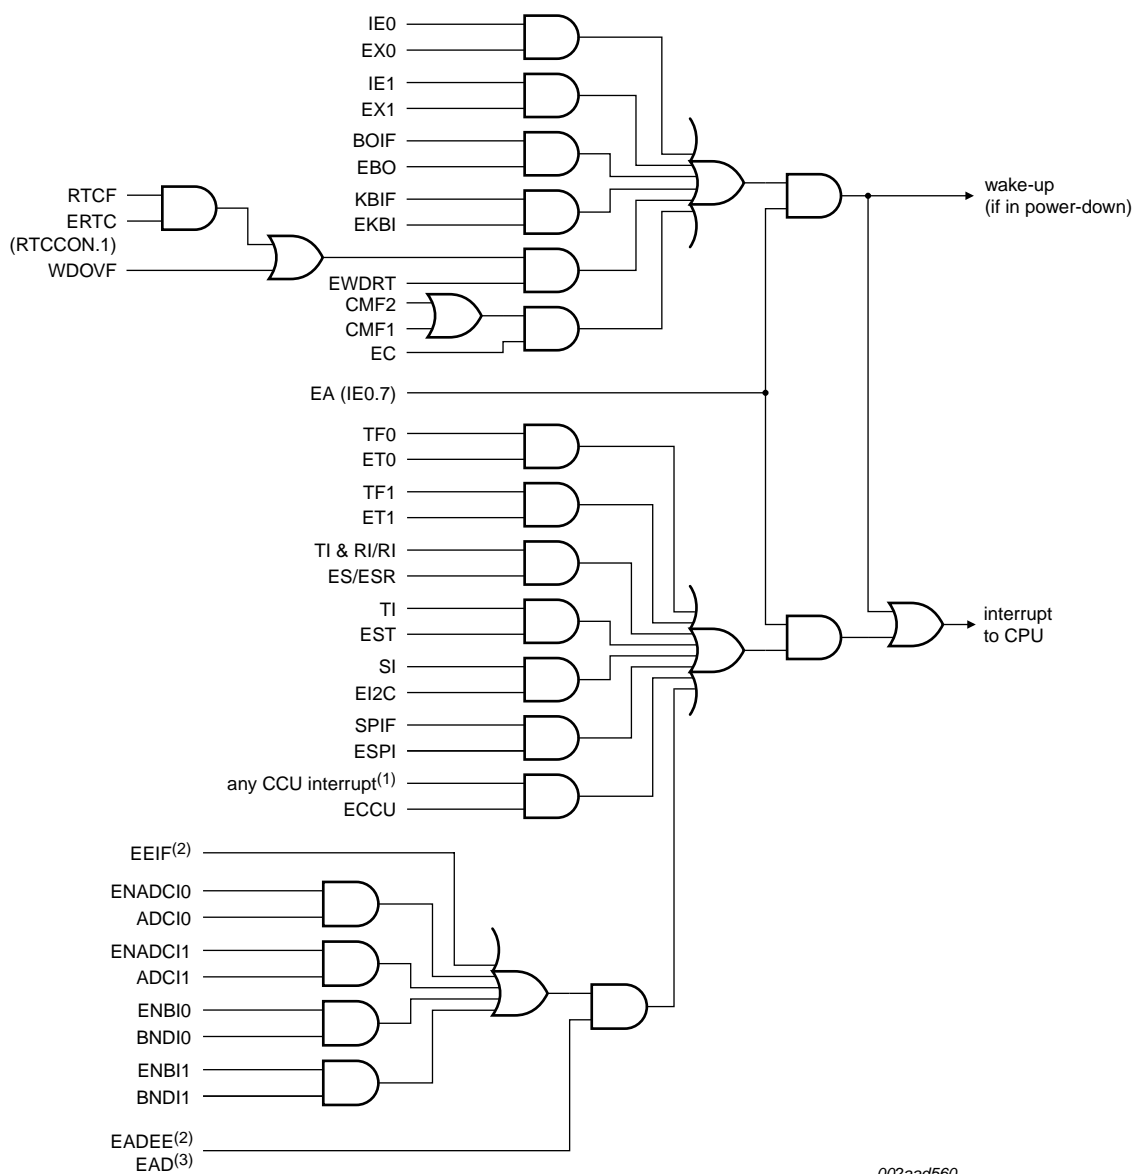 IE0
EX0
IE1
EX1
BOIF
EBO
KBIF
EKBI
RTCF
ERTC
(RTCCON.1)
WDOVF
EWDRT
CMF2
CMF1
EC
EA (IE0.7)
wake-up
(if in power-down)
TF0
ET0
TF1
ET1
TI & RI/RI
ES/ESR
TI
EST
SI
EI2C
SPIF
ESPI
any CCU interrupt(1)
ECCU
interrupt
to CPU
EEIF(2)
ENADCI0
ADCI0
ENADCI1
ADCI1
ENBI0
BNDI0
ENBI1
BNDI1
EADEE(2)
EAD(3)
002aad560